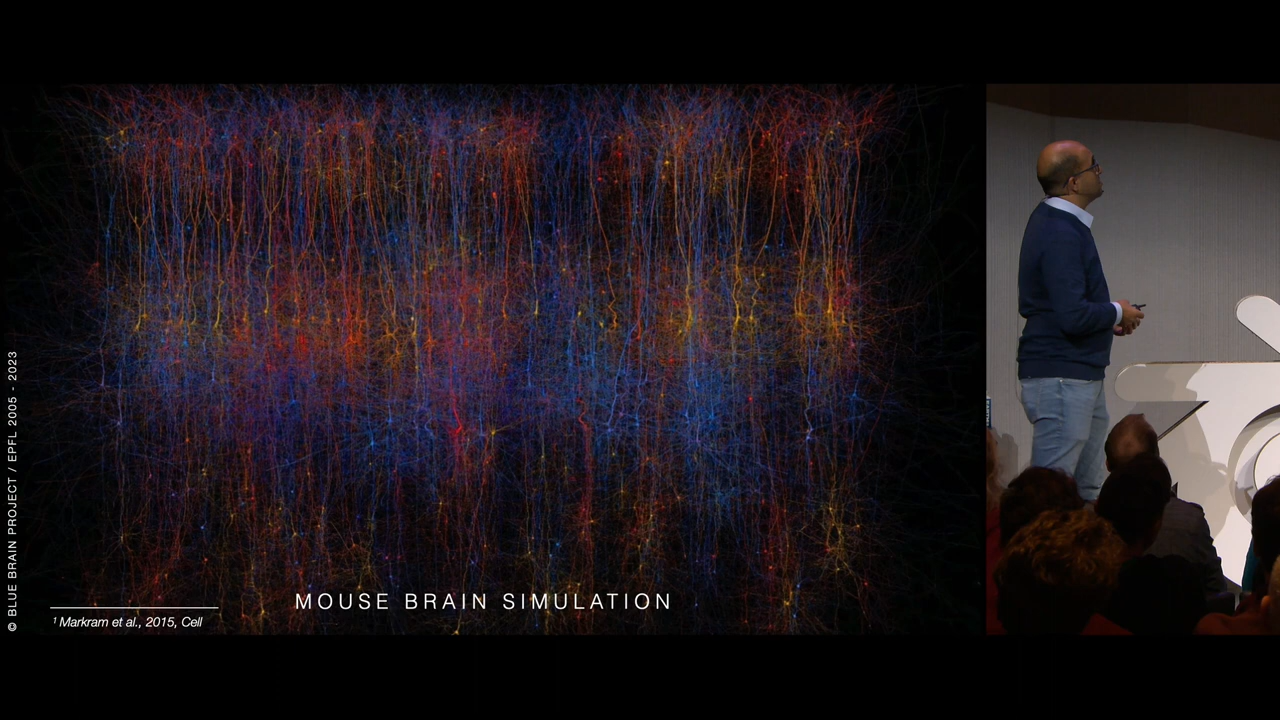 © BLUE BRAIN PROJECT / EPFL 2005 - 2023
MOUSE BRAIN SIMULATION
¹ Markram et al., 2015, Cell